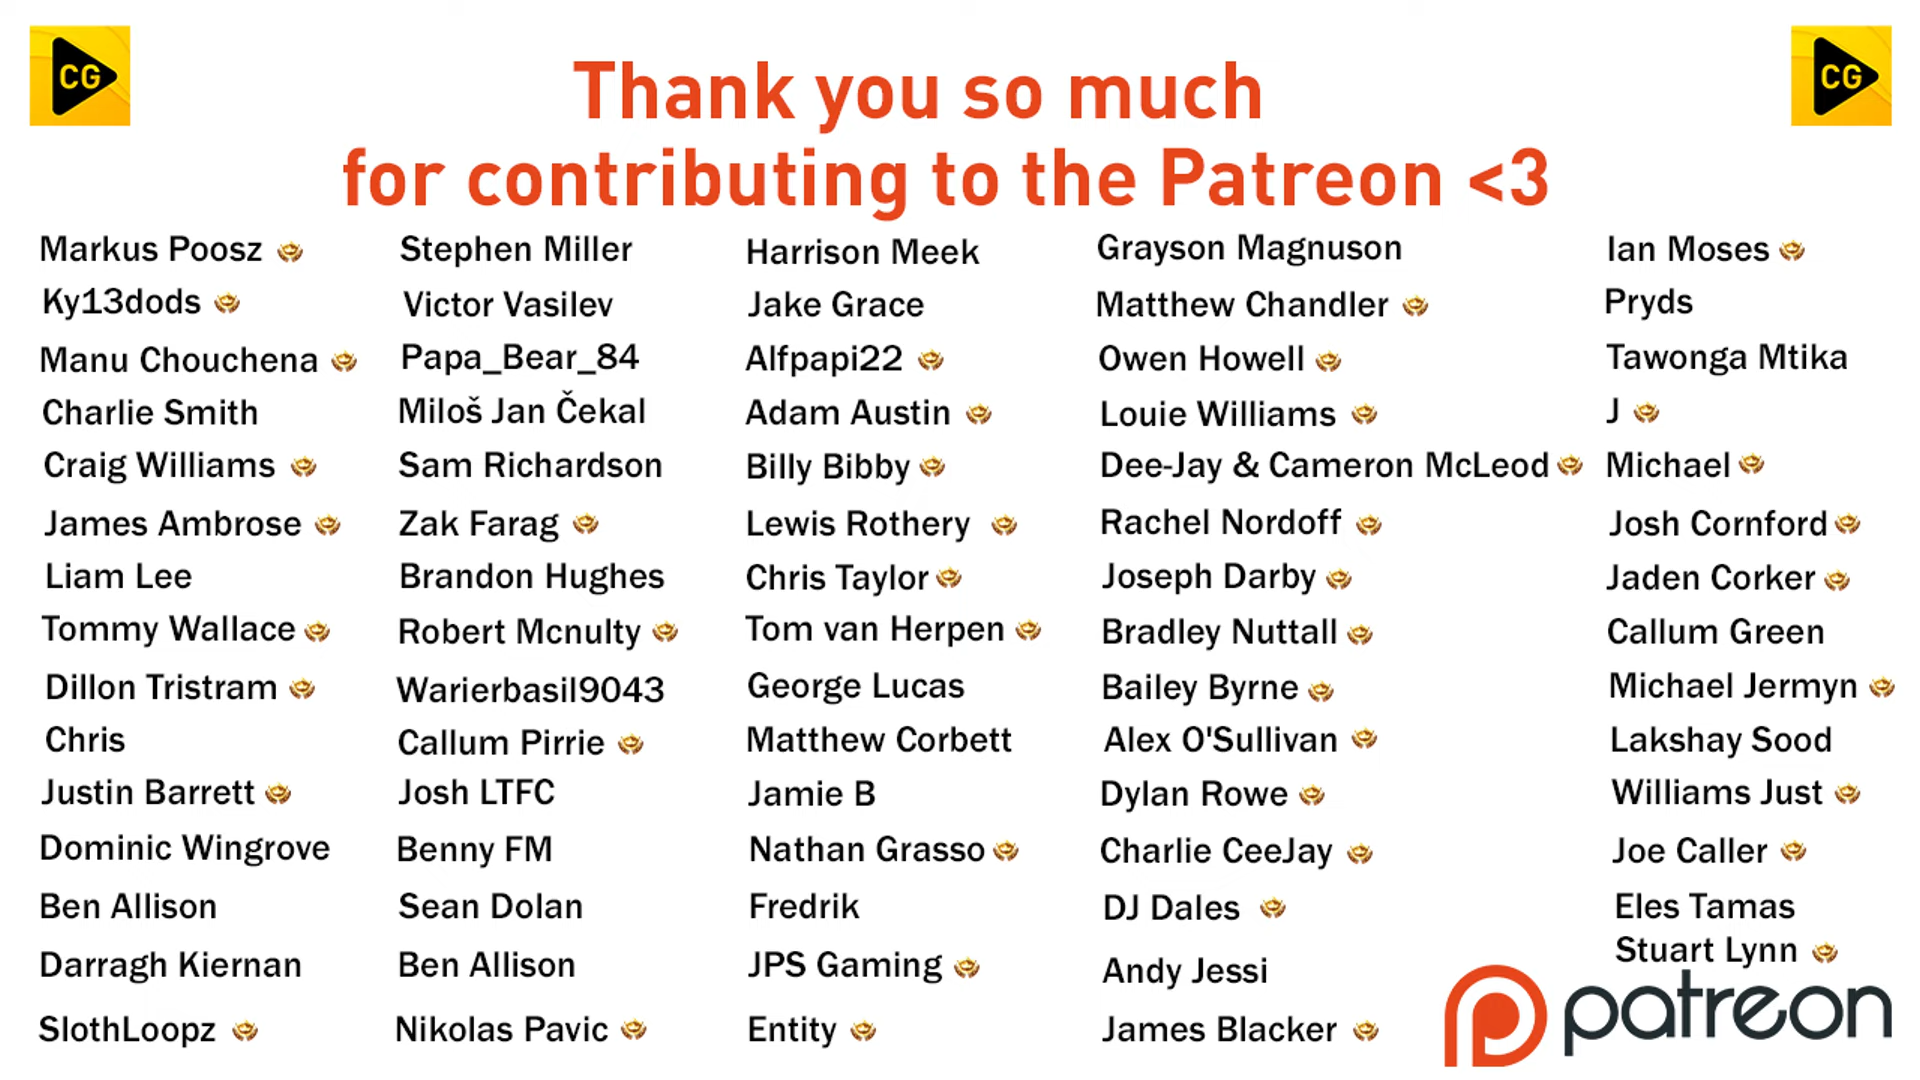 CG
CG
Thank you so much
for contributing to the Patreon <3
Markus Poosz
Ky13dods
Manu Chouchena
Charlie Smith
Craig Williams
James Ambrose
Liam Lee
Tommy Wallace
Dillon Tristram
Chris
Justin Barrett
Dominic Wingrove
Ben Allison
Darragh Kiernan
SlothLoopz
Stephen Miller
Victor Vasilev
Papa_Bear_84
Miloš Jan Čekal
Sam Richardson
Zak Farag
Brandon Hughes
Robert Mcnulty
Warierbasil9043
Callum Pirrie
Josh LTFC
Benny FM
Sean Dolan
Ben Allison
Nikolas Pavic
Harrison Meek
Jake Grace
Alfpapi22
Adam Austin
Billy Bibby
Lewis Rothery
Chris Taylor
Tom van Herpen
George Lucas
Matthew Corbett
Jamie B
Nathan Grasso
Fredrik
JPS Gaming
Entity
Grayson Magnuson
Matthew Chandler
Owen Howell
Louie Williams
Dee-Jay & Cameron McLeod
Rachel Nordoff
Joseph Darby
Bradley Nuttall
Bailey Byrne
Alex O'Sullivan
Dylan Rowe
Charlie CeeJay
DJ Dales
Andy Jessi
James Blacker
Ian Moses
Pryds
Tawonga Mtika
J
Michael
Josh Cornford
Jaden Corker
Callum Green
Michael Jermyn
Lakshay Sood
Williams Just
Joe Caller
Eles Tamas
Stuart Lynn
patreon